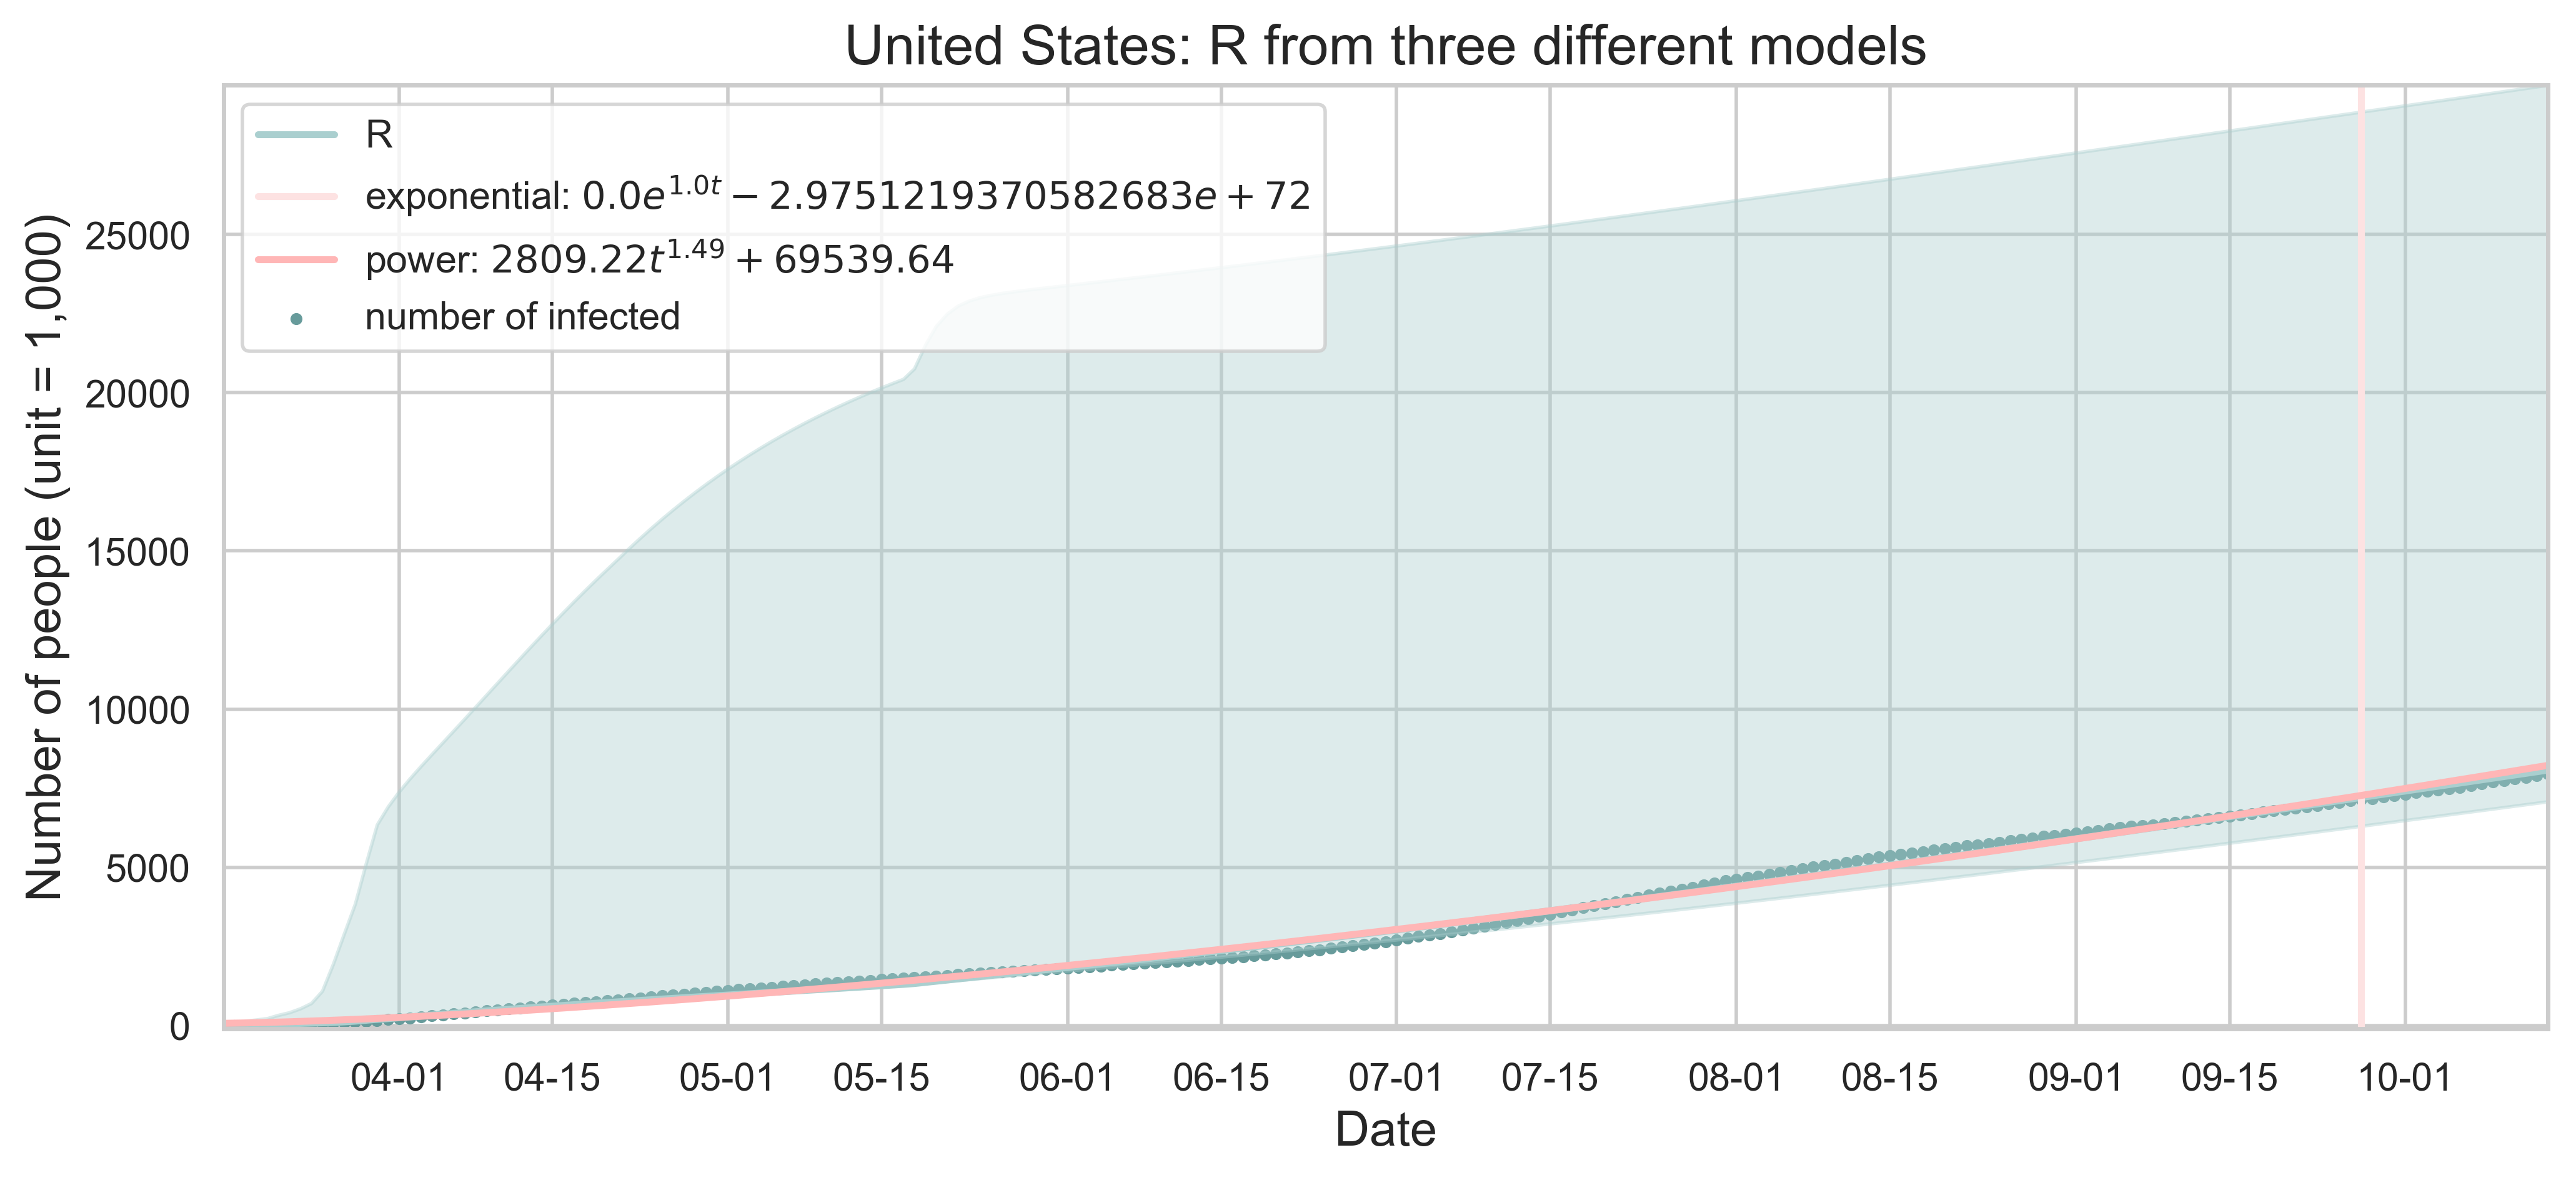 United States: R from three different models
R
exponential: 0.0e^{1.0t} − 2.9751219370582683e + 72
power: 2809.22t^{1.49} + 69539.64
number of infected
Number of people (unit = 1,000)
25000
20000
15000
10000
5000
0
04-01 04-15 05-01 05-15 06-01 06-15 07-01 07-15 08-01 08-15 09-01 09-15 10-01
Date